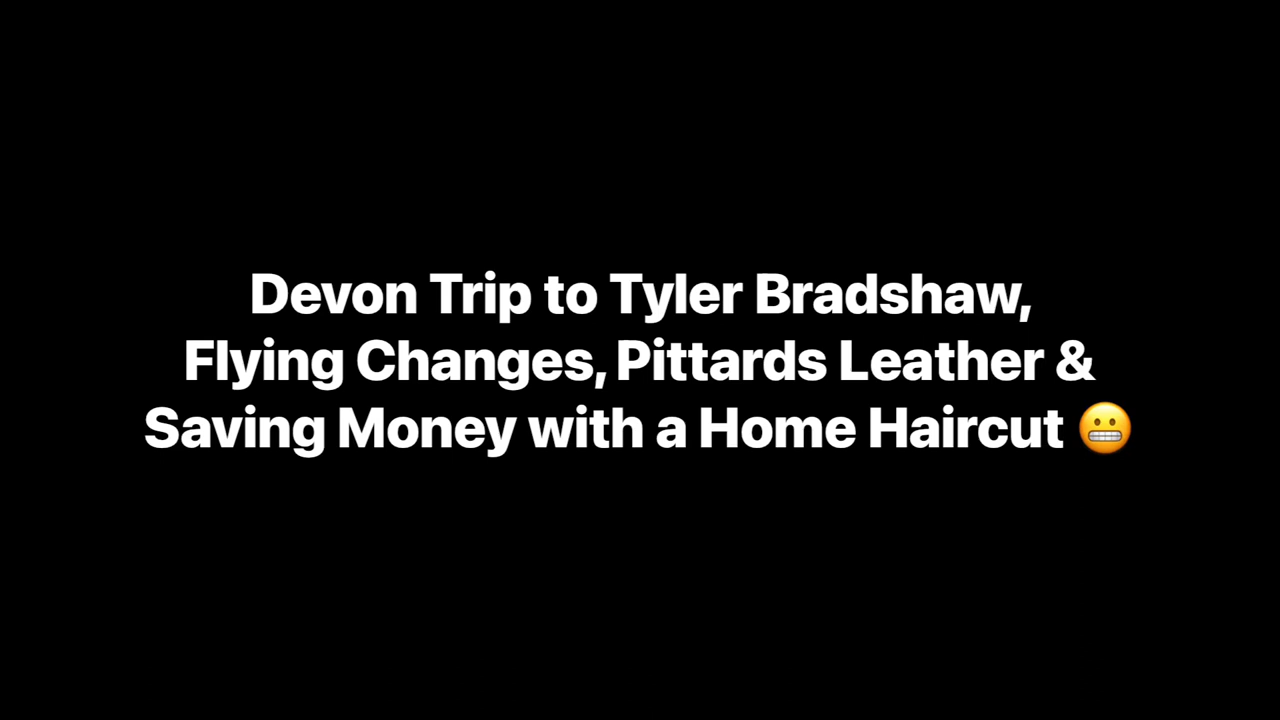 Devon Trip to Tyler Bradshaw,
Flying Changes, Pittards Leather &
Saving Money with a Home Haircut 😬